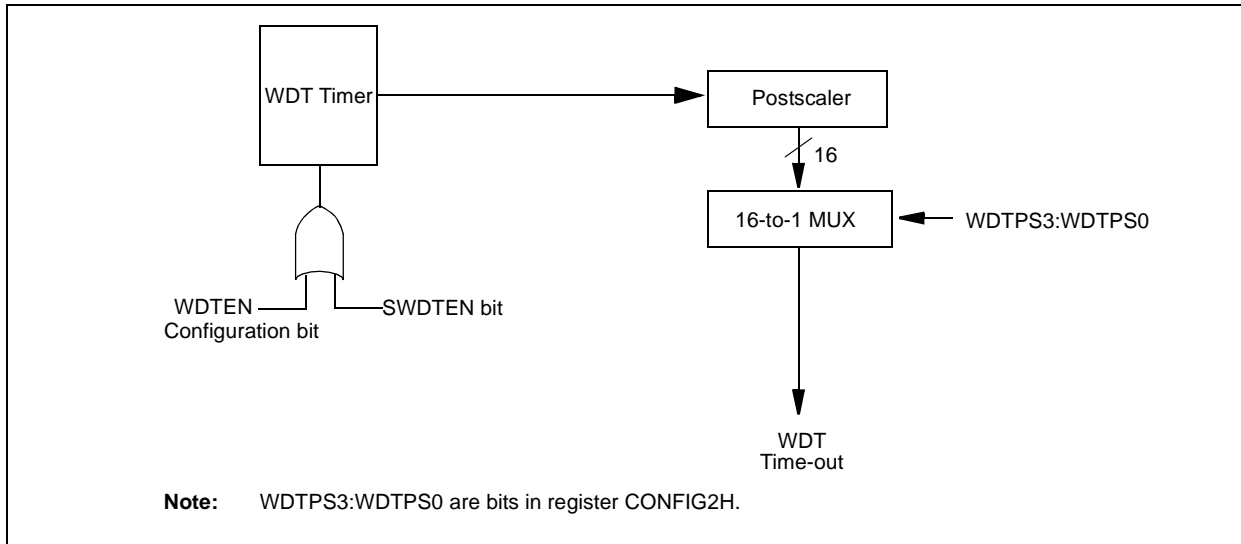 WDT Timer
Postscaler
16
16-to-1 MUX
WDTPS3:WDTPS0
WDTEN
Configuration bit
SWDTEN bit
WDT
Time-out
Note: WDTPS3:WDTPS0 are bits in register CONFIG2H.